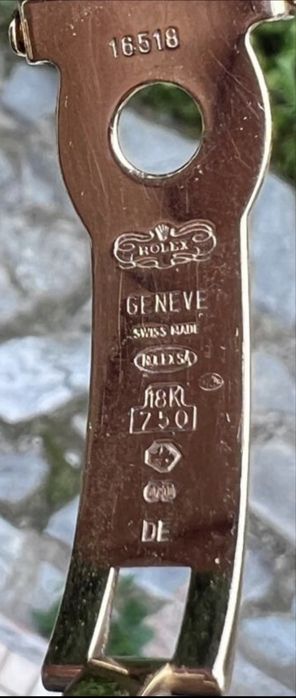 16518
ROLEX
GENEVE
SWISS MADE
ROLEX SA
18K
750
DE